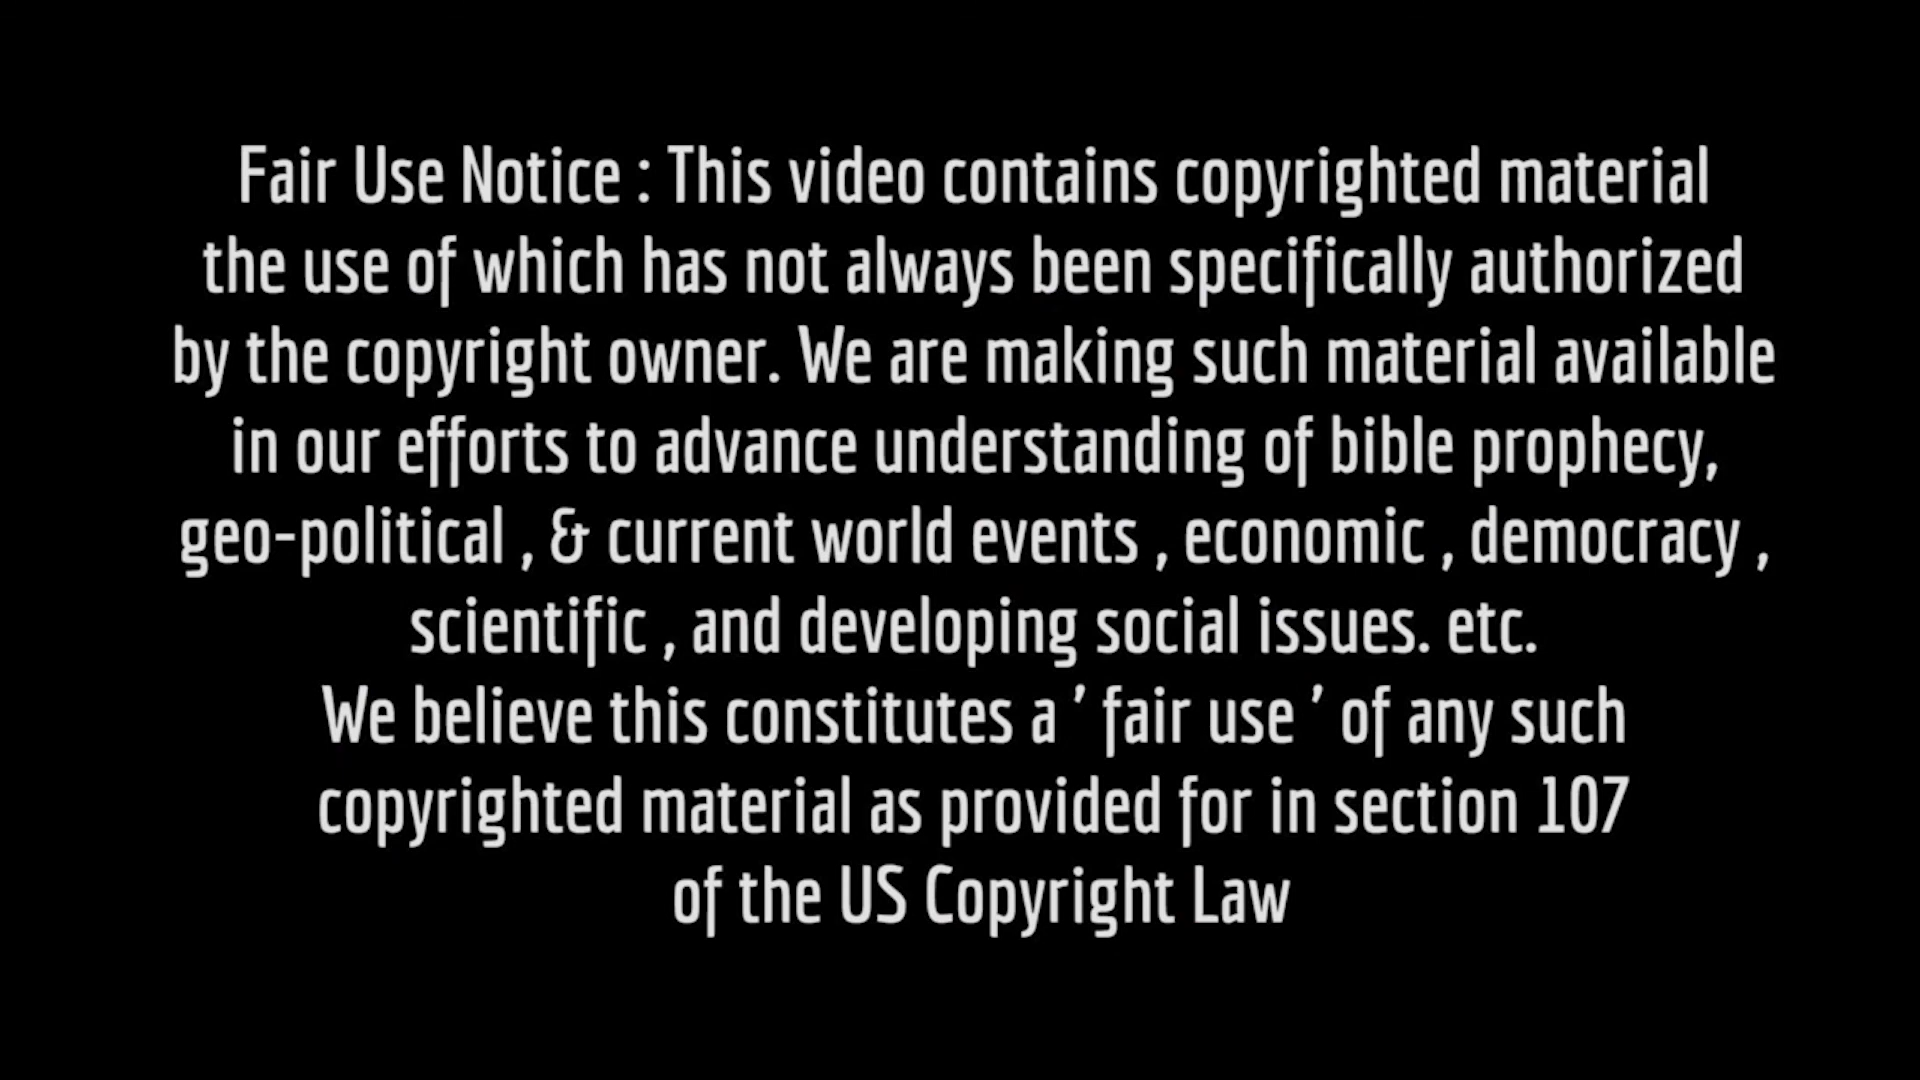 Fair Use Notice : This video contains copyrighted material
the use of which has not always been specifically authorized
by the copyright owner. We are making such material available
in our efforts to advance understanding of bible prophecy,
geo-political , & current world events , economic , democracy ,
scientific , and developing social issues. etc.
We believe this constitutes a ’ fair use ’ of any such
copyrighted material as provided for in section 107
of the US Copyright Law